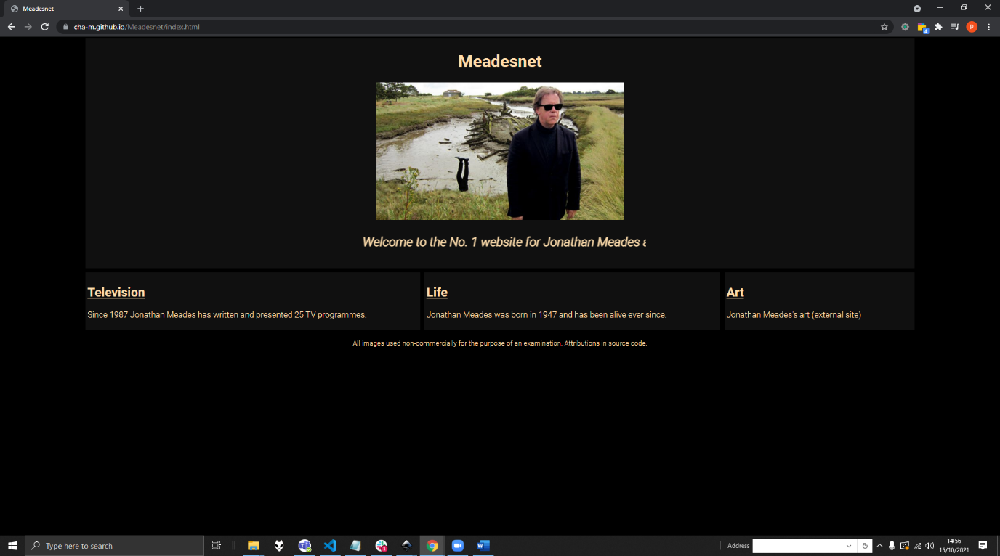 Meadesnet
cha-m.github.io/Meadesnet/index.html
P
Meadesnet
Welcome to the No. 1 website for Jonathan Meades
Television
Since 1987 Jonathan Meades has written and presented 25 TV programmes.
Life
Jonathan Meades was born in 1947 and has been alive ever since.
Art
Jonathan Meades's art (external site)
All images used non-commercially for the purpose of an examination. Attributions in source code.
Type here to search
Address
14:56
15/10/2021